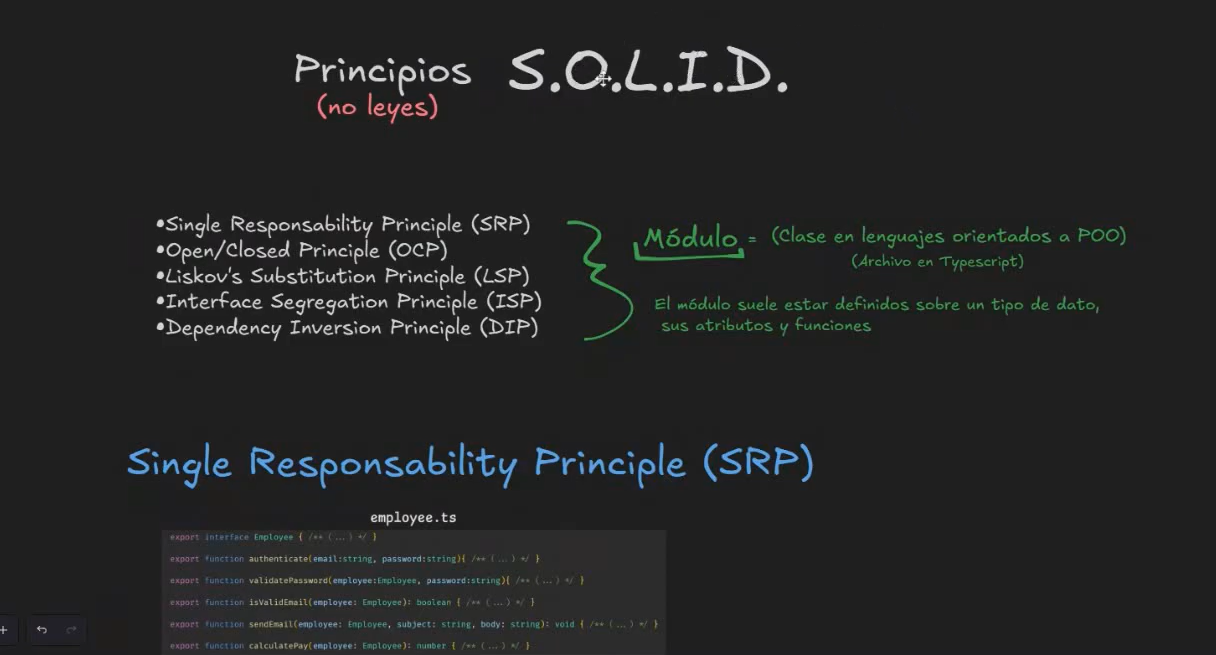 Principios S.O.L.I.D.
(no leyes)
•Single Responsability Principle (SRP)
•Open/Closed Principle (OCP)
•Liskov's Substitution Principle (LSP)
•Interface Segregation Principle (ISP)
•Dependency Inversion Principle (DIP)
Módulo = (Clase en lenguajes orientados a POO)
(Archivo en Typescript)
El módulo suele estar definidos sobre un tipo de dato,
sus atributos y funciones
Single Responsability Principle (SRP)
employee.ts
export interface Employee { /** (...) */ }
export function authenticate(email:string, password:string){ /** (...) */ }
export function validatePassword(employee:Employee, password:string){ /** (...) */ }
export function isValidEmail(employee: Employee): boolean { /** (...) */ }
export function sendEmail(employee: Employee, subject: string, body: string): void { /** (...) */ }
export function calculatePay(employee: Employee): number { /** (...) */ }